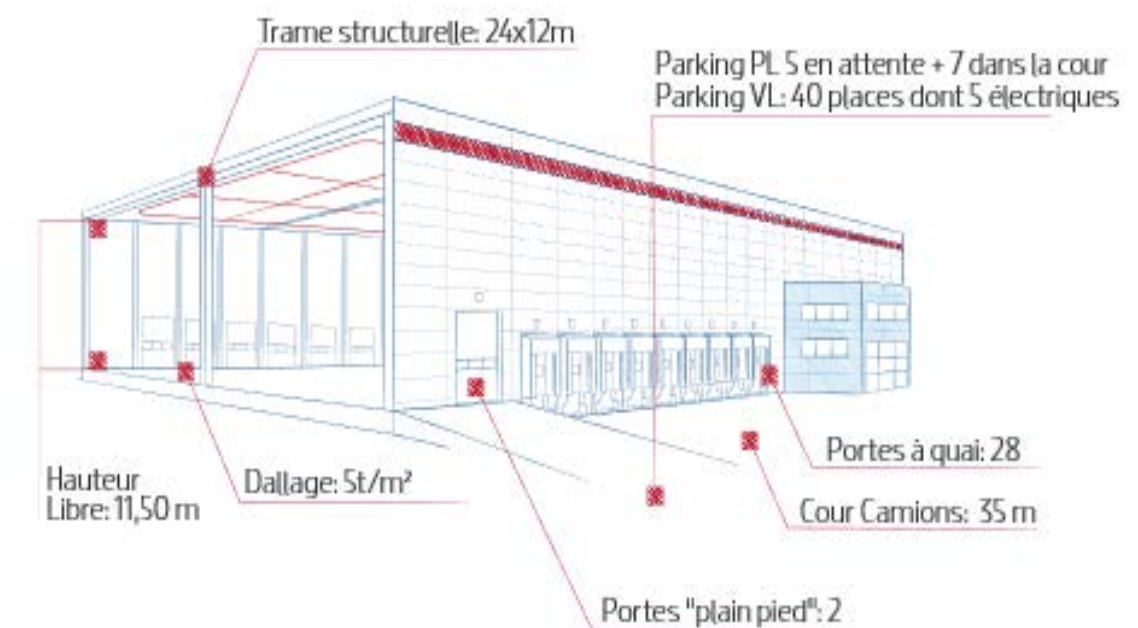 Trame structurelle: 24x12m
Parking PL 5 en attente + 7 dans la cour
Parking VL: 40 places dont 5 électriques
Hauteur
Libre: 11,50 m
Dallage: 5t/m²
Portes à quai: 28
Cour Camions: 35 m
Portes "plain pied": 2